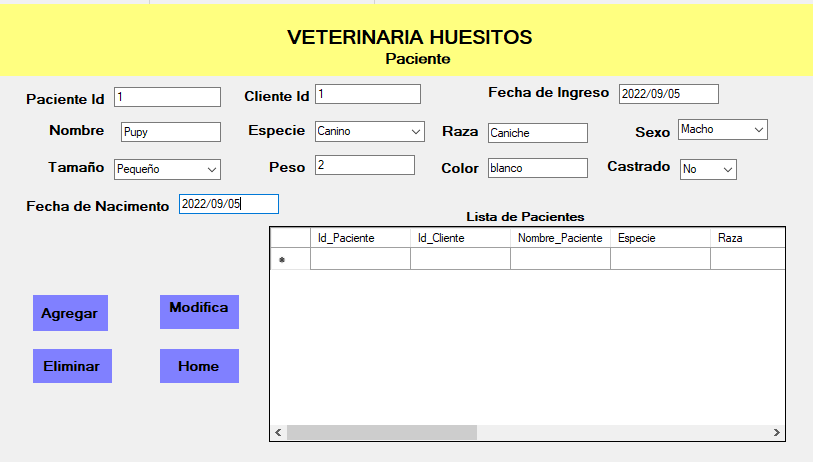 VETERINARIA HUESITOS
Paciente
Paciente Id 1 Cliente Id 1 Fecha de Ingreso 2022/09/05
Nombre Pupy Especie Canino Raza Caniche Sexo Macho
Tamaño Pequeño Peso 2 Color blanco Castrado No
Fecha de Nacimento 2022/09/05
Lista de Pacientes
Id_Paciente Id_Cliente Nombre_Paciente Especie Raza
Agregar Modifica
Eliminar Home